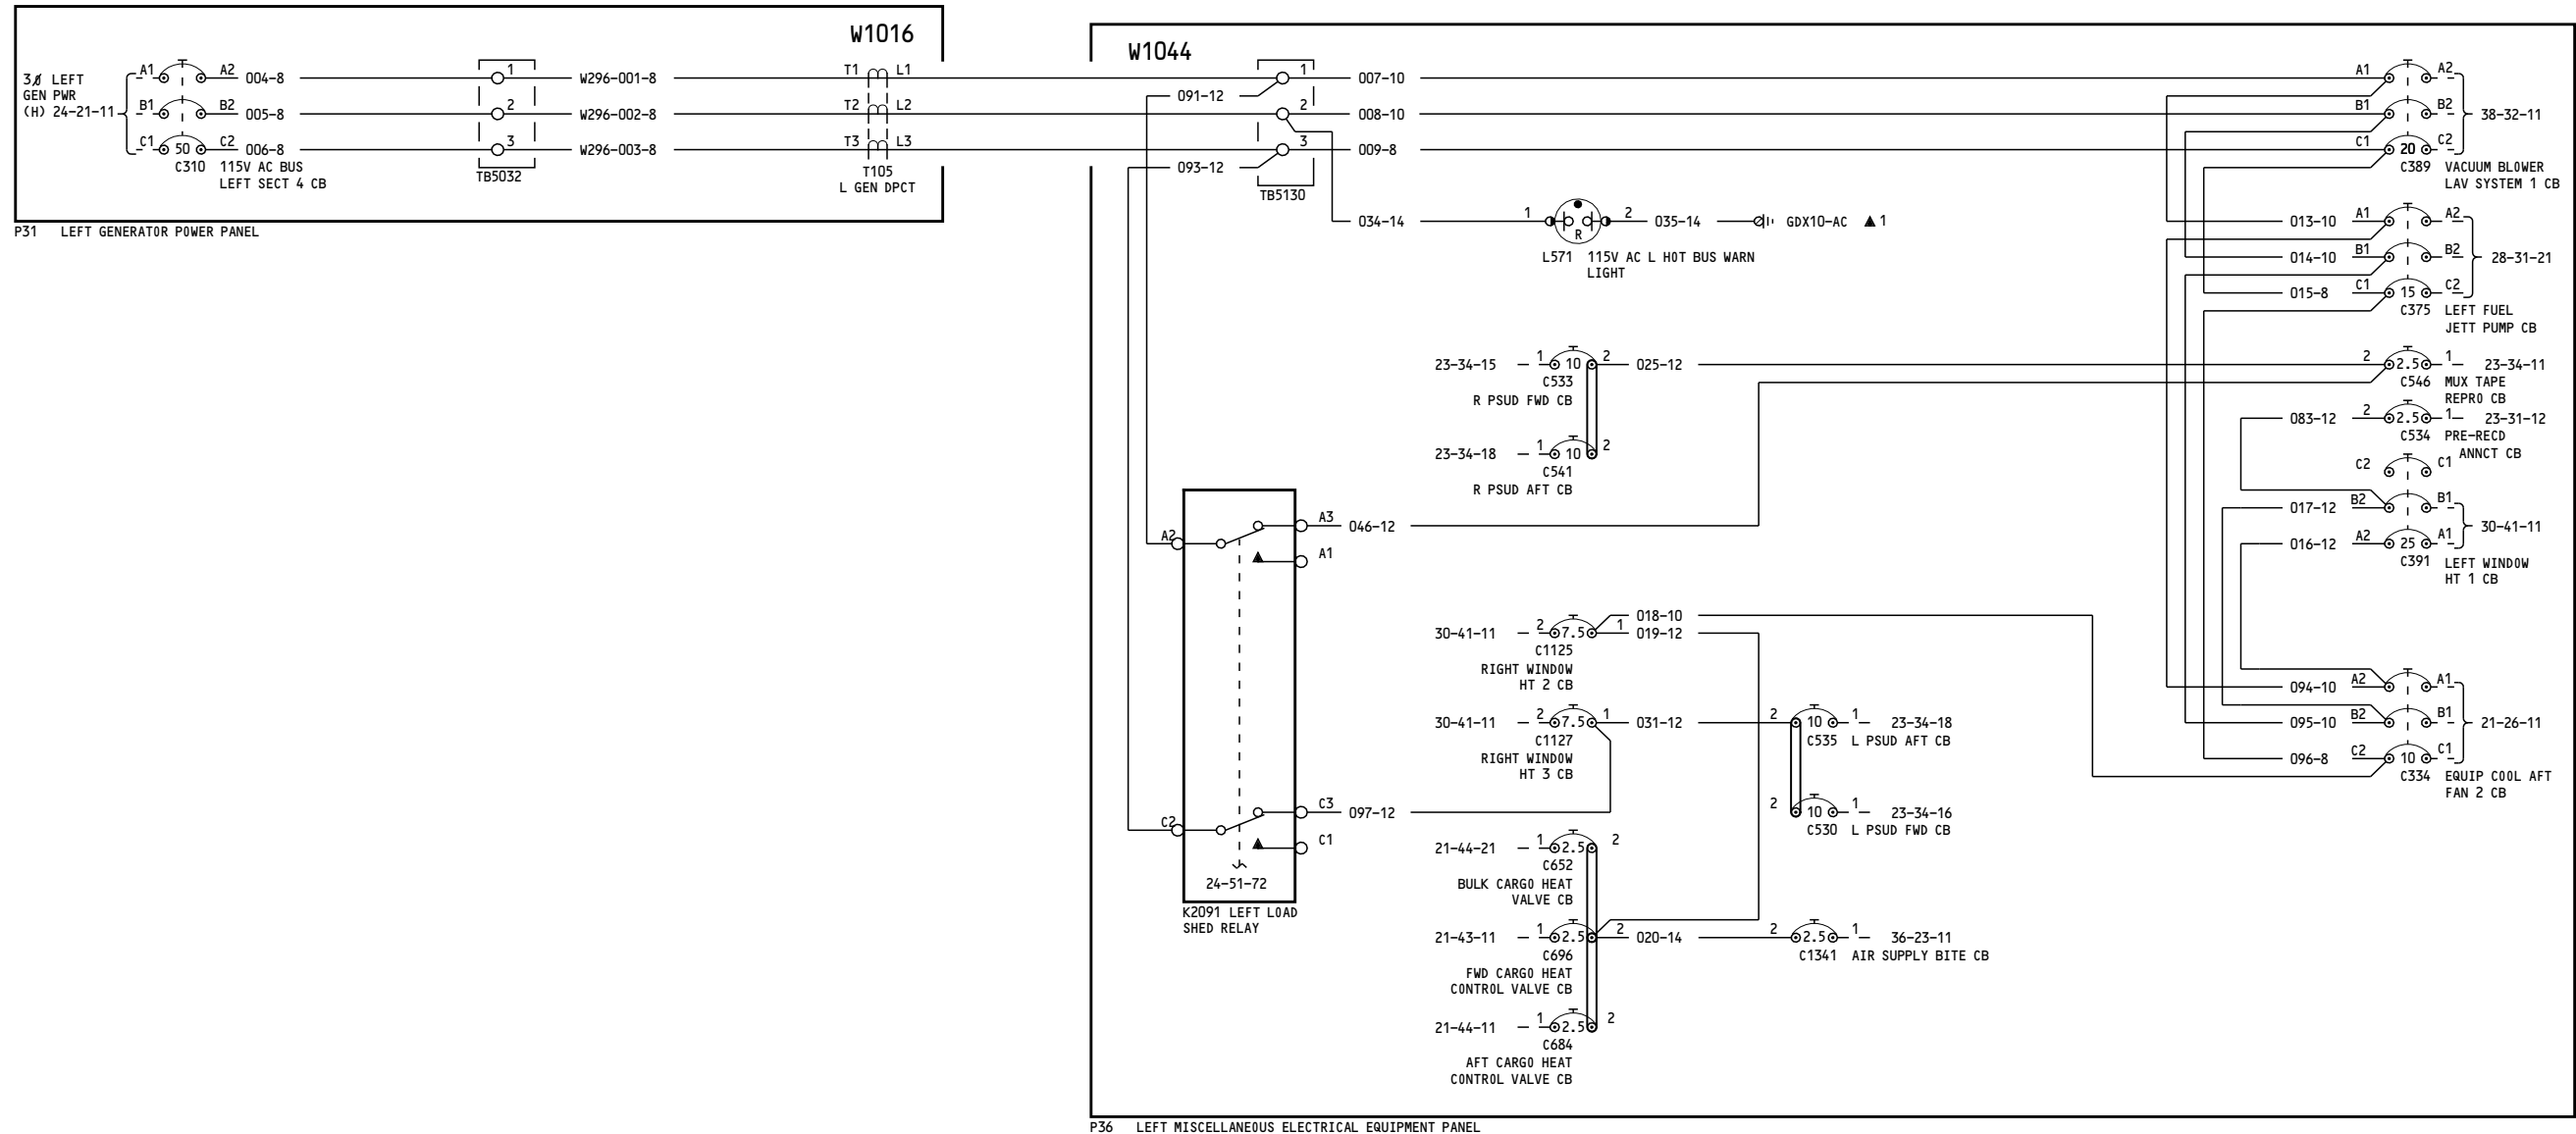 W1016
3Ø LEFT
GEN PWR
(H) 24-21-11
A1 A2 004-8 1 W296-001-8 T1 L1
B1 B2 005-8 2 W296-002-8 T2 L2
C1 50 C2 006-8 3 W296-003-8 T3 L3
C310 115V AC BUS
LEFT SECT 4 CB
TB5032
T105
L GEN DPCT
P31 LEFT GENERATOR POWER PANEL
W1044
1 007-10 A1 A2
091-12
2 008-10 B1 B2 38-32-11
3 009-8 C1 20 C2
093-12
TB5130
C389 VACUUM BLOWER
LAV SYSTEM 1 CB
034-14 1 R 2 035-14 GDX10-AC ▲ 1
L571 115V AC L HOT BUS WARN
LIGHT
013-10 A1 A2
014-10 B1 B2 28-31-21
015-8 C1 15 C2
C375 LEFT FUEL
JETT PUMP CB
23-34-15 1 10 2 025-12 2 2.5 1 23-34-11
C533
R PSUD FWD CB
C546 MUX TAPE
REPRO CB
083-12 2 2.5 1 23-31-12
C534 PRE-RECD
ANNCT CB
23-34-18 1 10 2
C541
R PSUD AFT CB
C2 C1
017-12 B2 B1
30-41-11
016-12 A2 25 A1
C391 LEFT WINDOW
HT 1 CB
A2 A3 046-12
A1
30-41-11 2 7.5 1 018-10
019-12
C1125
RIGHT WINDOW
HT 2 CB
094-10 A2 A1
095-10 B2 B1 21-26-11
096-8 C2 10 C1
C334 EQUIP COOL AFT
FAN 2 CB
30-41-11 2 7.5 1 031-12 2 10 1 23-34-18
C1127
RIGHT WINDOW
HT 3 CB
C535 L PSUD AFT CB
2 10 1 23-34-16
C530 L PSUD FWD CB
C2 C3 097-12
C1
24-51-72
K2091 LEFT LOAD
SHED RELAY
21-44-21 1 2.5 2
C652
BULK CARGO HEAT
VALVE CB
21-43-11 1 2.5 2 020-14 2 2.5 1 36-23-11
C696
FWD CARGO HEAT
CONTROL VALVE CB
C1341 AIR SUPPLY BITE CB
21-44-11 1 2.5 2
C684
AFT CARGO HEAT
CONTROL VALVE CB
P36 LEFT MISCELLANEOUS ELECTRICAL EQUIPMENT PANEL